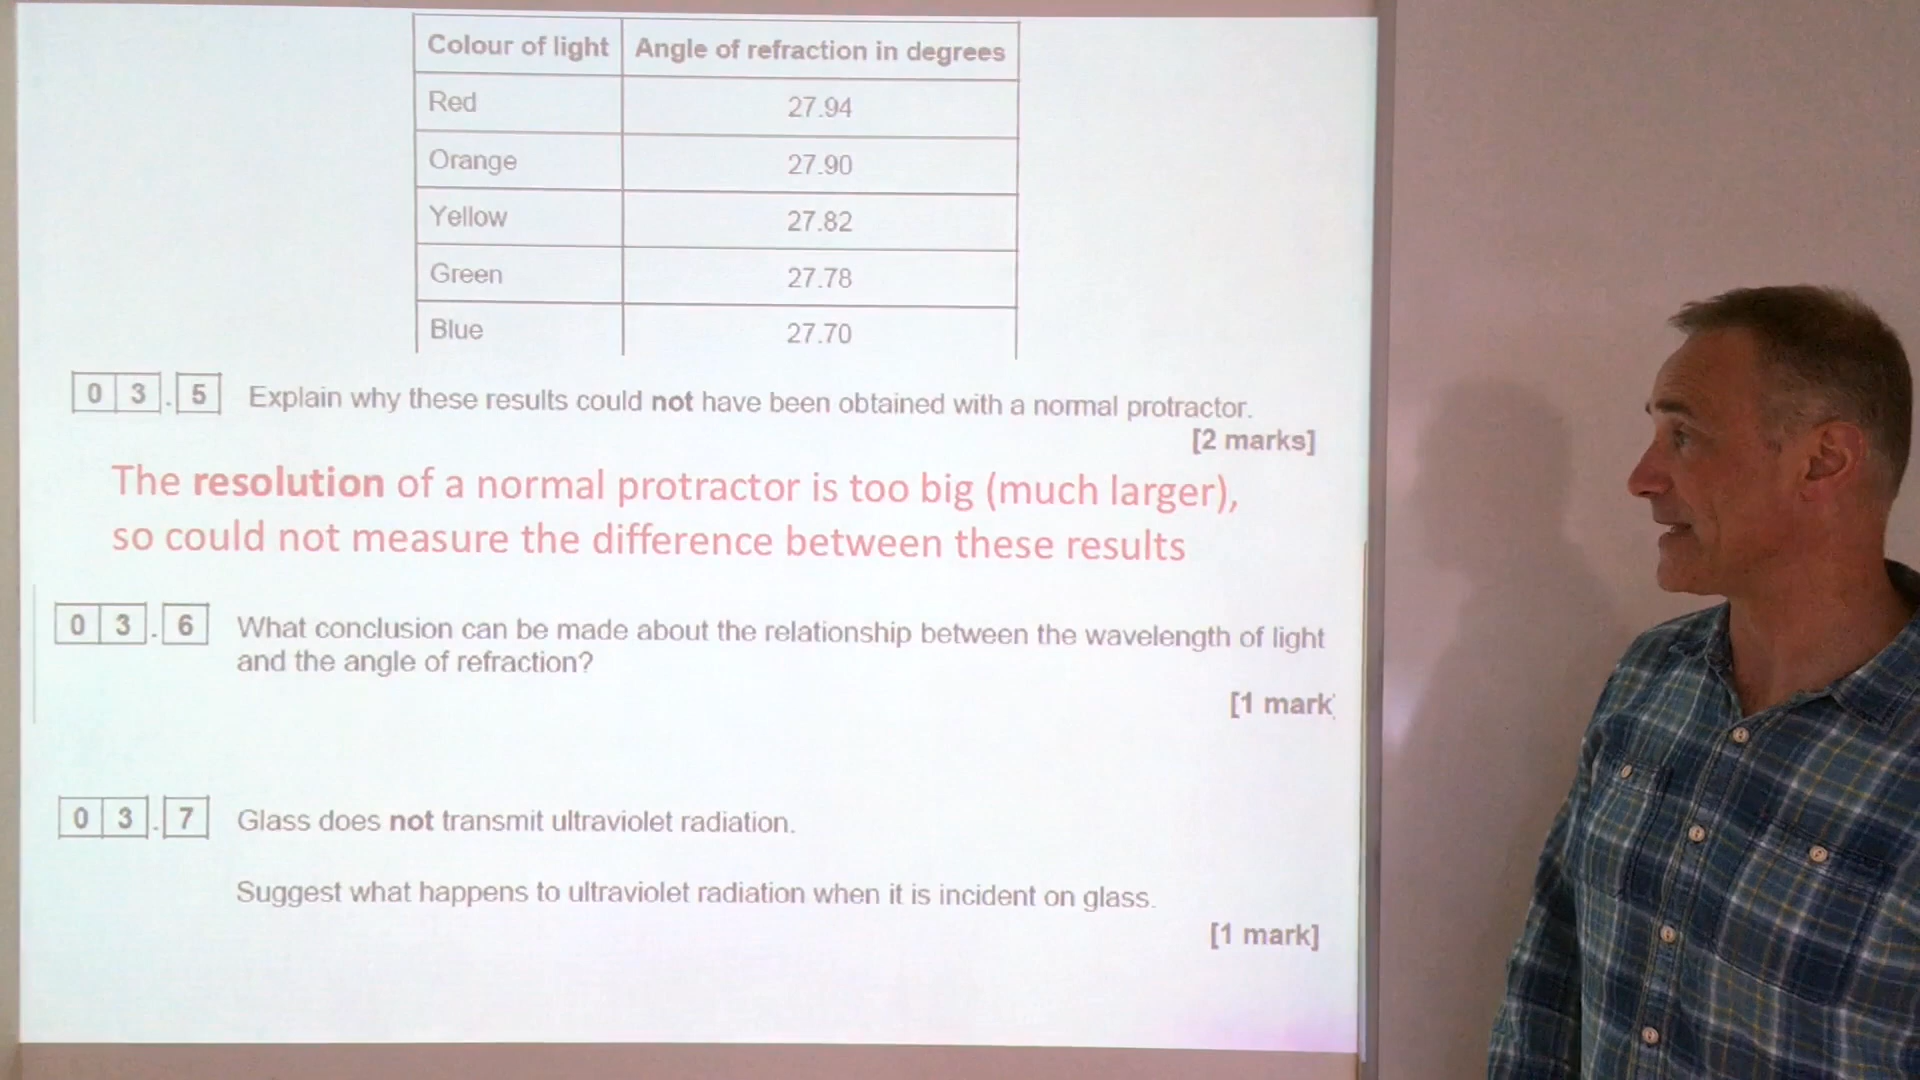 Colour of light Angle of refraction in degrees
Red 27.94
Orange 27.90
Yellow 27.82
Green 27.78
Blue 27.70
0 3 . 5 Explain why these results could not have been obtained with a normal protractor.
[2 marks]
The resolution of a normal protractor is too big (much larger),
so could not measure the difference between these results
0 3 . 6 What conclusion can be made about the relationship between the wavelength of light
and the angle of refraction?
[1 mark
0 3 . 7 Glass does not transmit ultraviolet radiation.
Suggest what happens to ultraviolet radiation when it is incident on glass.
[1 mark]